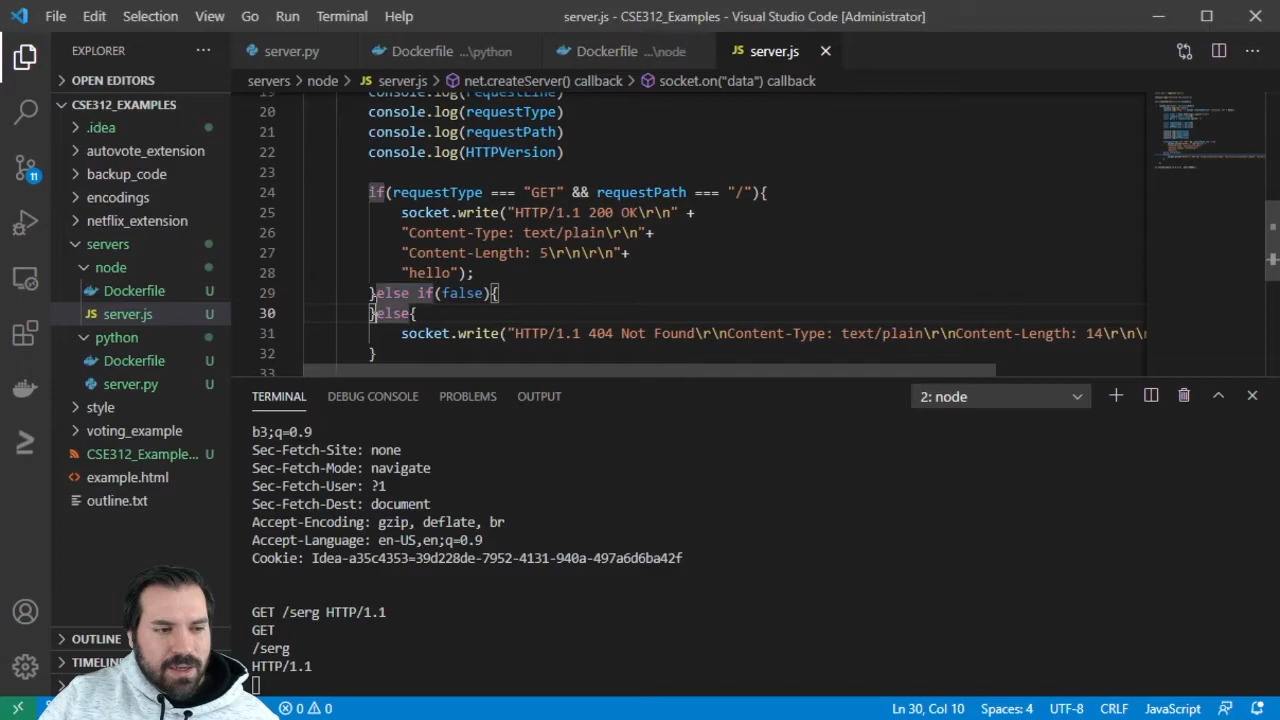 File Edit Selection View Go Run Terminal Help server.js - CSE312_Examples - Visual Studio Code [Administrator]
EXPLORER
server.py Dockerfile ...\python Dockerfile ...\node server.js
OPEN EDITORS
servers > node > JS server.js > net.createServer() callback > socket.on("data") callback
CSE312_EXAMPLES
.idea
autovote_extension
backup_code
encodings
netflix_extension
servers
node
Dockerfile U
JS server.js U
python
Dockerfile U
server.py U
style
voting_example
CSE312_Example... U
example.html
outline.txt
OUTLINE
TIMELINE
11
19 console.log(requestLine)
20 console.log(requestType)
21 console.log(requestPath)
22 console.log(HTTPVersion)
23
24 if(requestType === "GET" && requestPath === "/"){
25 socket.write("HTTP/1.1 200 OK\r\n" +
26 "Content-Type: text/plain\r\n"+
27 "Content-Length: 5\r\n\r\n"+
28 "hello");
29 }else if(false){
30 }else{
31 socket.write("HTTP/1.1 404 Not Found\r\nContent-Type: text/plain\r\nContent-Length: 14\r\n\
32 }
33
TERMINAL DEBUG CONSOLE PROBLEMS OUTPUT 2: node
b3;q=0.9
Sec-Fetch-Site: none
Sec-Fetch-Mode: navigate
Sec-Fetch-User: ?1
Sec-Fetch-Dest: document
Accept-Encoding: gzip, deflate, br
Accept-Language: en-US,en;q=0.9
Cookie: Idea-a35c4353=39d228de-7952-4131-940a-497a6d6ba42f
GET /serg HTTP/1.1
GET
/serg
HTTP/1.1
0 0 Ln 30, Col 10 Spaces: 4 UTF-8 CRLF JavaScript